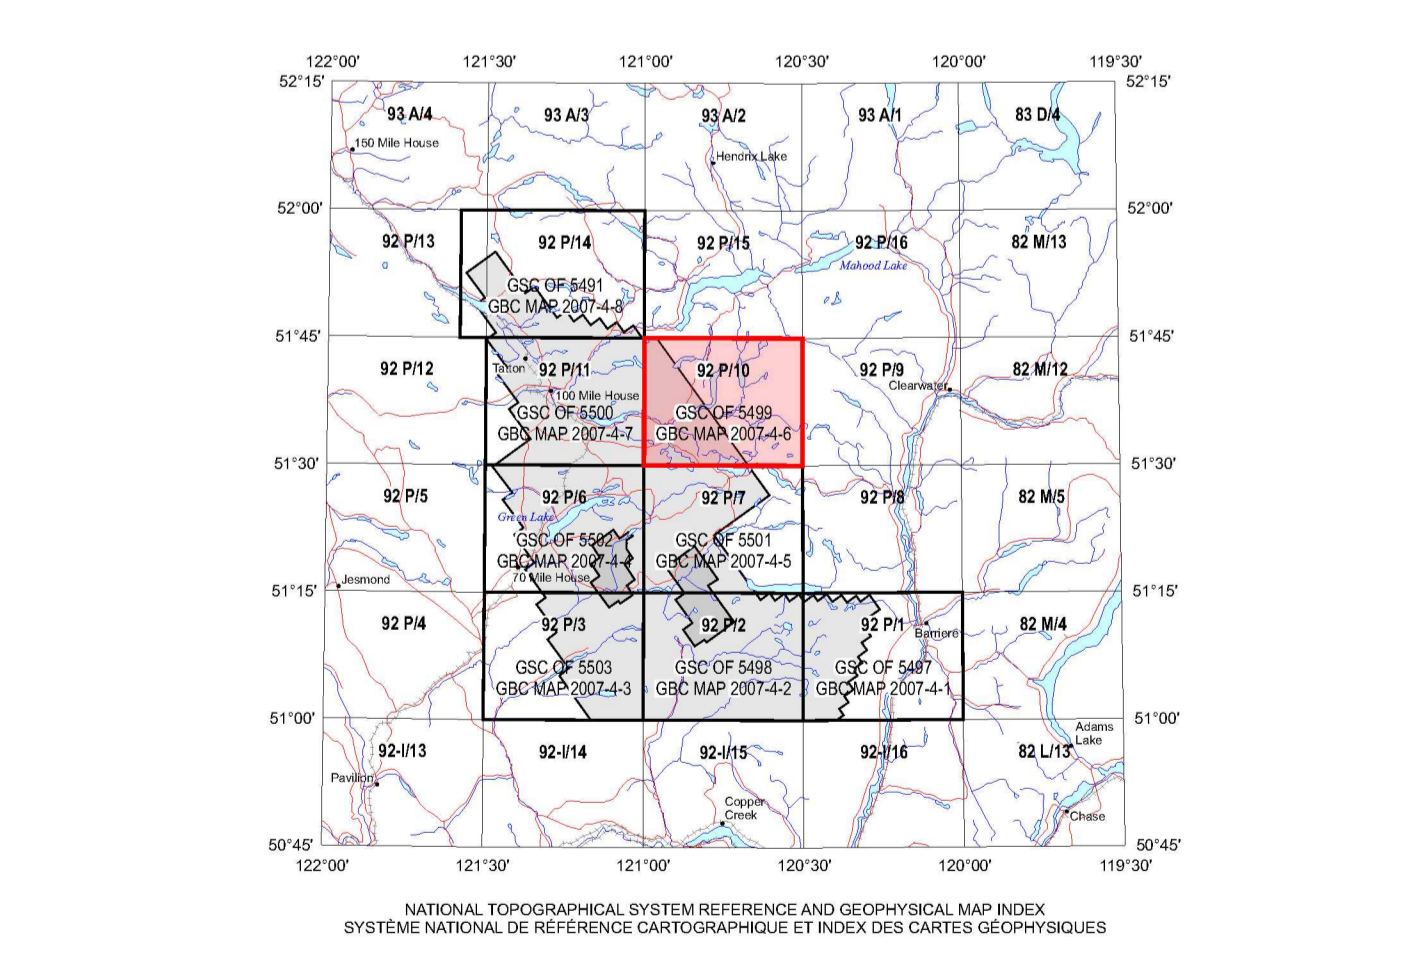 122°00' 121°30' 121°00' 120°30' 120°00' 119°30'
52°15' 52°15'
93 A/4 93 A/3 93 A/2 93 A/1 83 D/4
150 Mile House
Hendrix Lake
52°00' 52°00'
92 P/13 92 P/14 92 P/15 92 P/16 82 M/13
Mahood Lake
GSC OF 5491
GBC MAP 2007-4-8
51°45' 51°45'
92 P/12 92 P/11 92 P/10 92 P/9 82 M/12
Tatton
Clearwater
100 Mile House
GSC OF 5500 GSC OF 5499
GBC MAP 2007-4-7 GBC MAP 2007-4-6
51°30' 51°30'
92 P/5 92 P/6 92 P/7 92 P/8 82 M/5
Green Lake
GSC OF 5502 GSC OF 5501
GBC MAP 2007-4-4 GBC MAP 2007-4-5
70 Mile House
Jesmond
51°15' 51°15'
92 P/4 92 P/3 92 P/2 92 P/1 82 M/4
Barriere
GSC OF 5503 GSC OF 5498 GSC OF 5497
GBC MAP 2007-4-3 GBC MAP 2007-4-2 GBC MAP 2007-4-1
51°00' 51°00'
Adams
Lake
92-I/13 92-I/14 92-I/15 92-I/16 82 L/13
Pavilion
Copper
Creek
Chase
50°45' 50°45'
122°00' 121°30' 121°00' 120°30' 120°00' 119°30'
NATIONAL TOPOGRAPHICAL SYSTEM REFERENCE AND GEOPHYSICAL MAP INDEX
SYSTÈME NATIONAL DE RÉFÉRENCE CARTOGRAPHIQUE ET INDEX DES CARTES GÉOPHYSIQUES